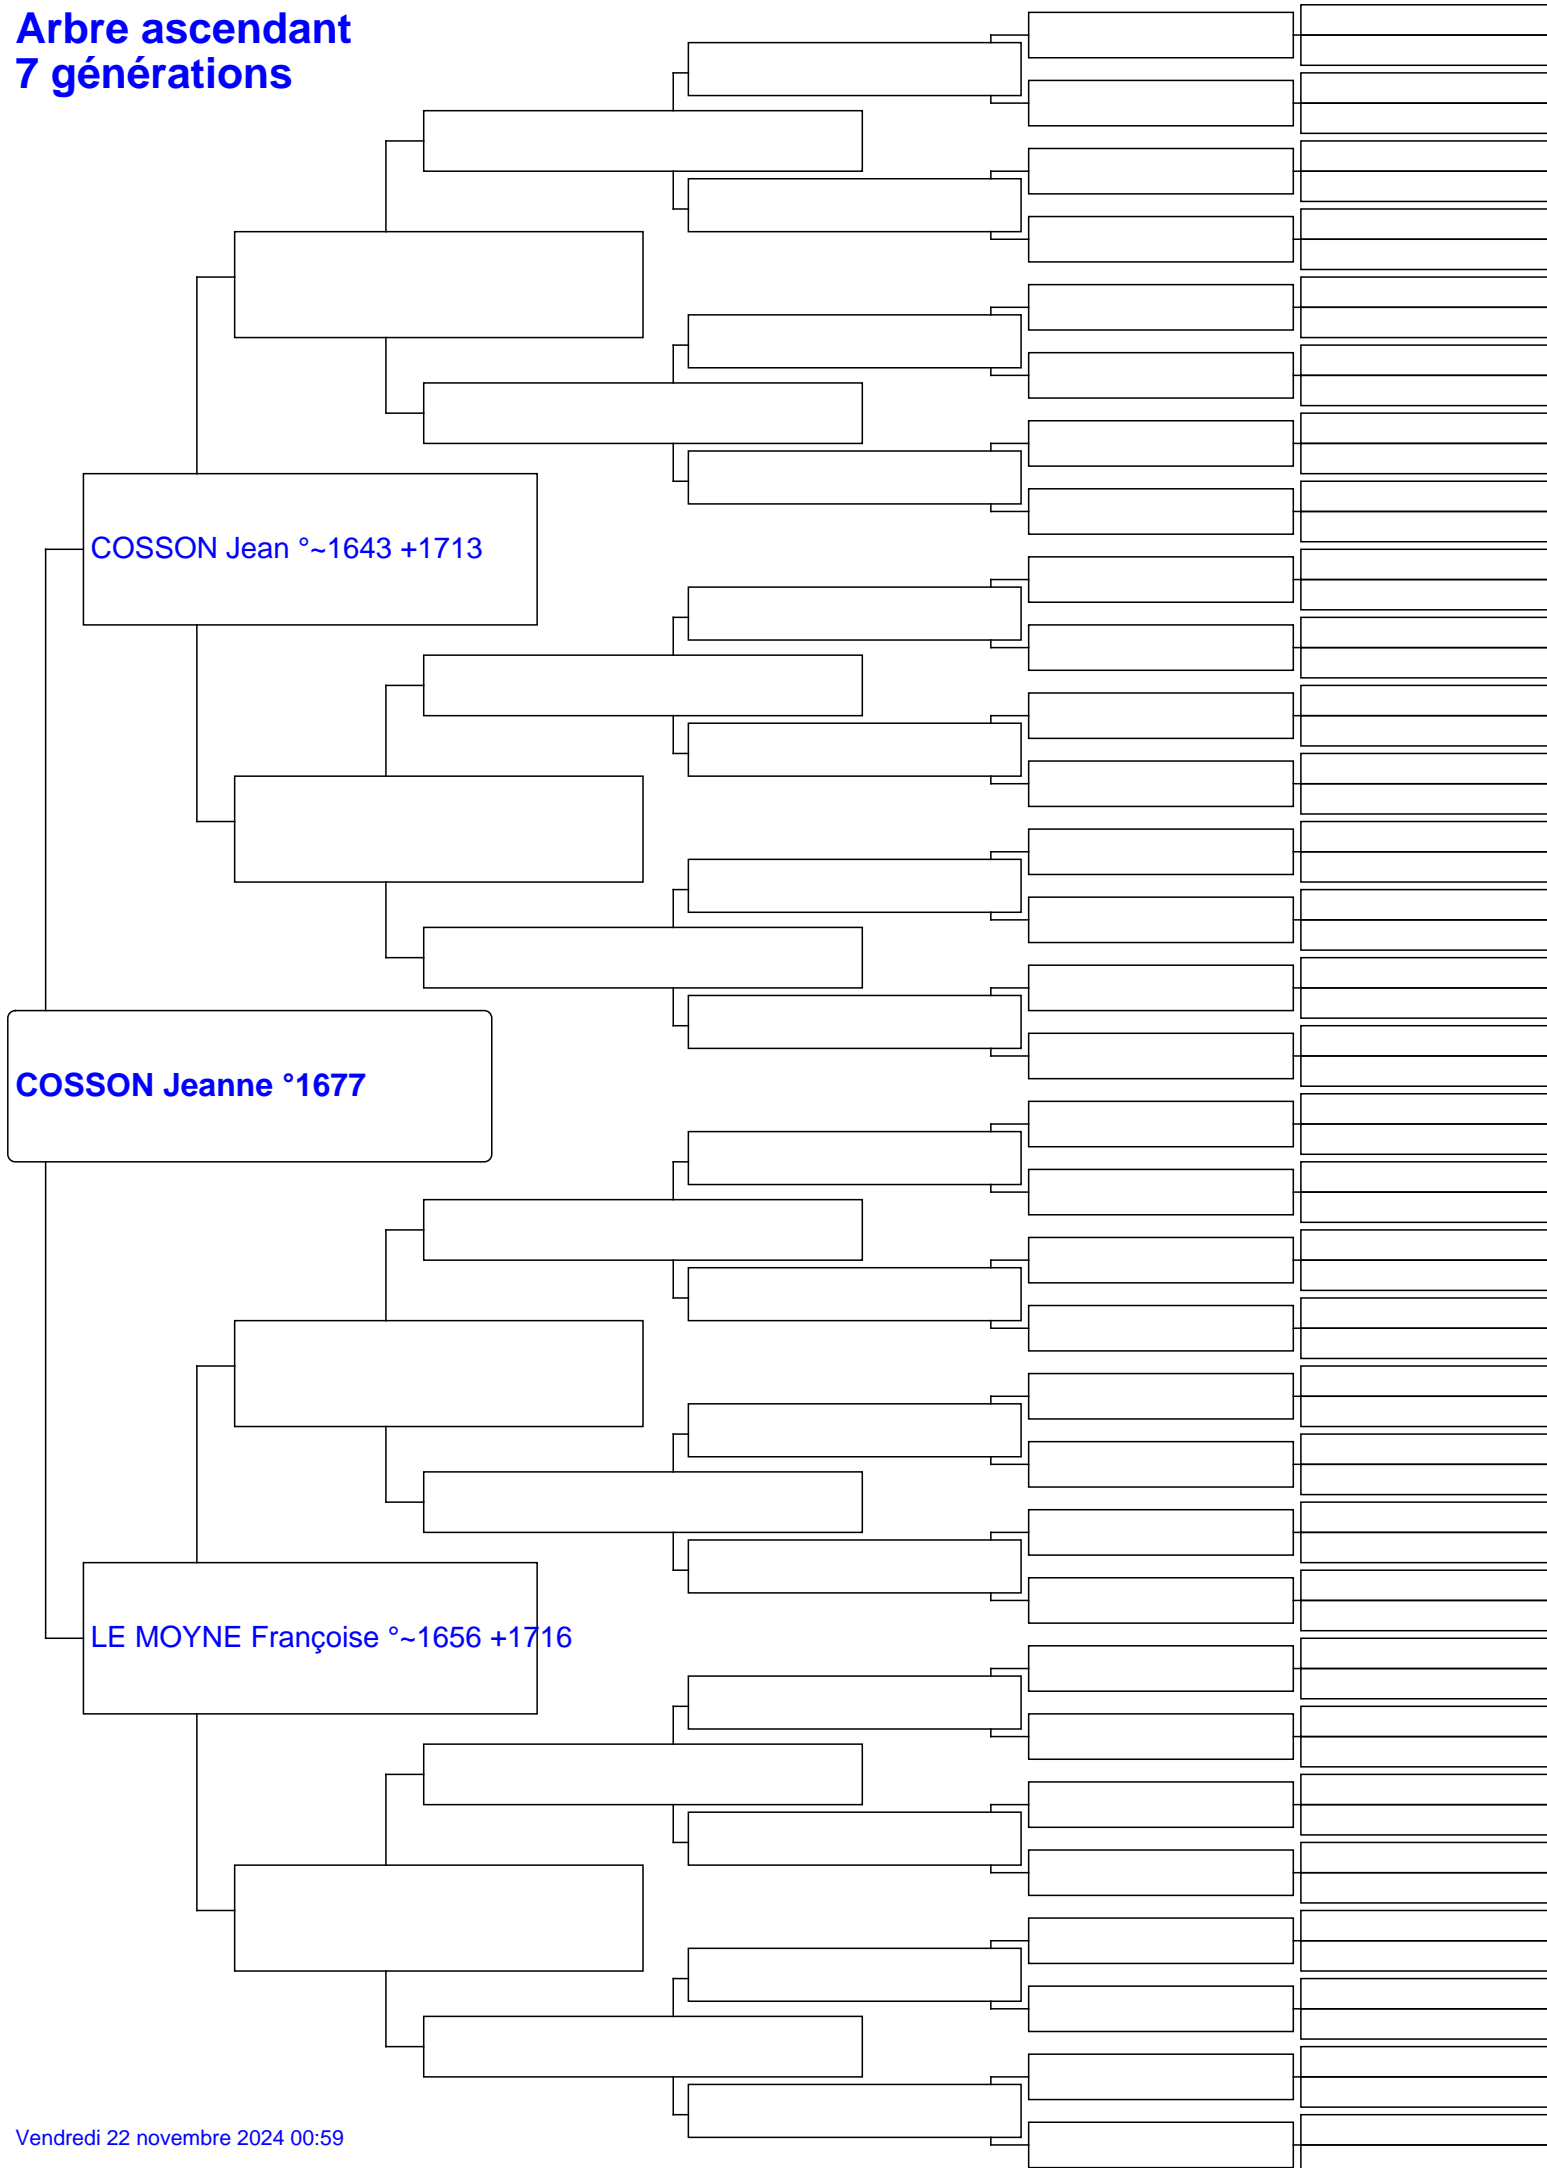 Arbre ascendant
7 générations
COSSON Jean °~1643 +1713
COSSON Jeanne °1677
LE MOYNE Françoise °~1656 +1716
Vendredi 22 novembre 2024 00:59